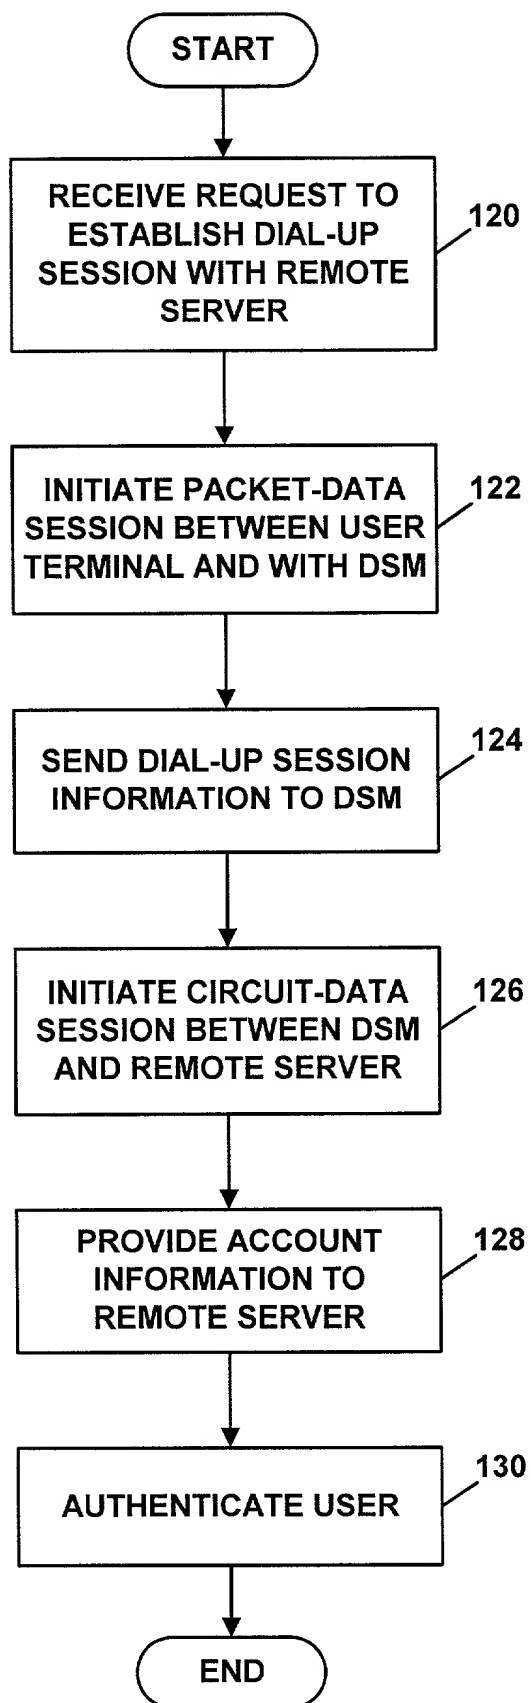 START
RECEIVE REQUEST TO
ESTABLISH DIAL-UP
SESSION WITH REMOTE
SERVER
120
INITIATE PACKET-DATA
SESSION BETWEEN USER
TERMINAL AND WITH DSM
122
SEND DIAL-UP SESSION
INFORMATION TO DSM
124
INITIATE CIRCUIT-DATA
SESSION BETWEEN DSM
AND REMOTE SERVER
126
PROVIDE ACCOUNT
INFORMATION TO
REMOTE SERVER
128
AUTHENTICATE USER
130
END